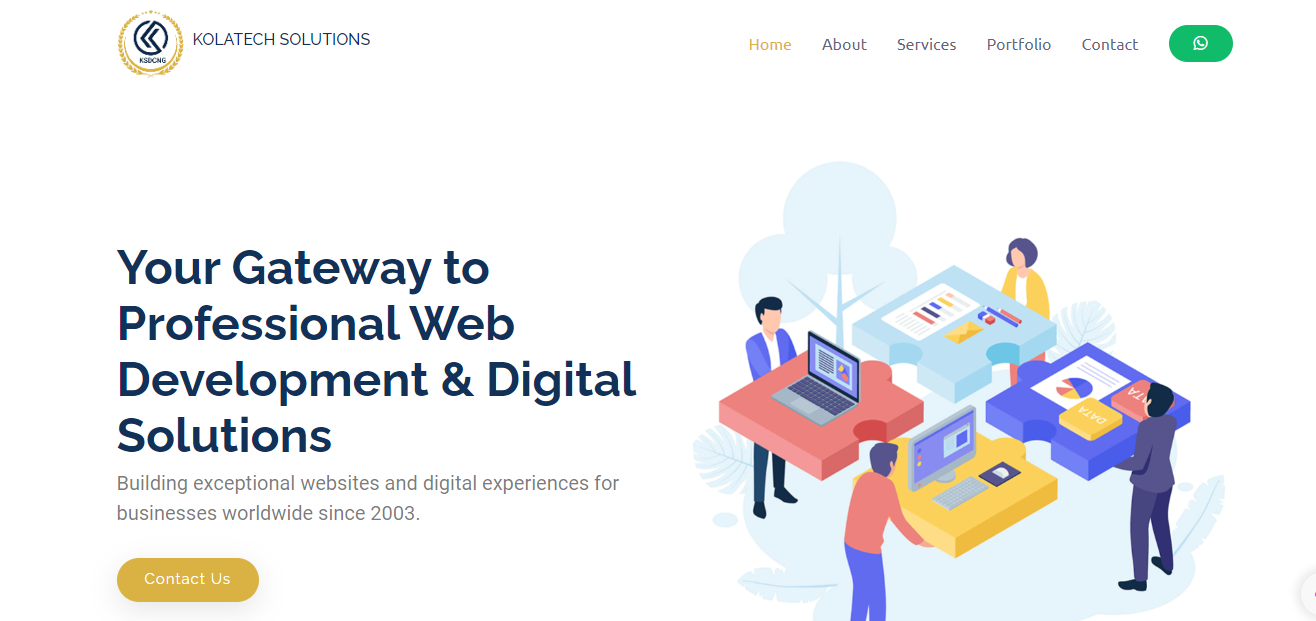 KSDCNG
KOLATECH SOLUTIONS
Home
About
Services
Portfolio
Contact
Your Gateway to
Professional Web
Development & Digital
Solutions
Building exceptional websites and digital experiences for
businesses worldwide since 2003.
Contact Us
DATA
DATA